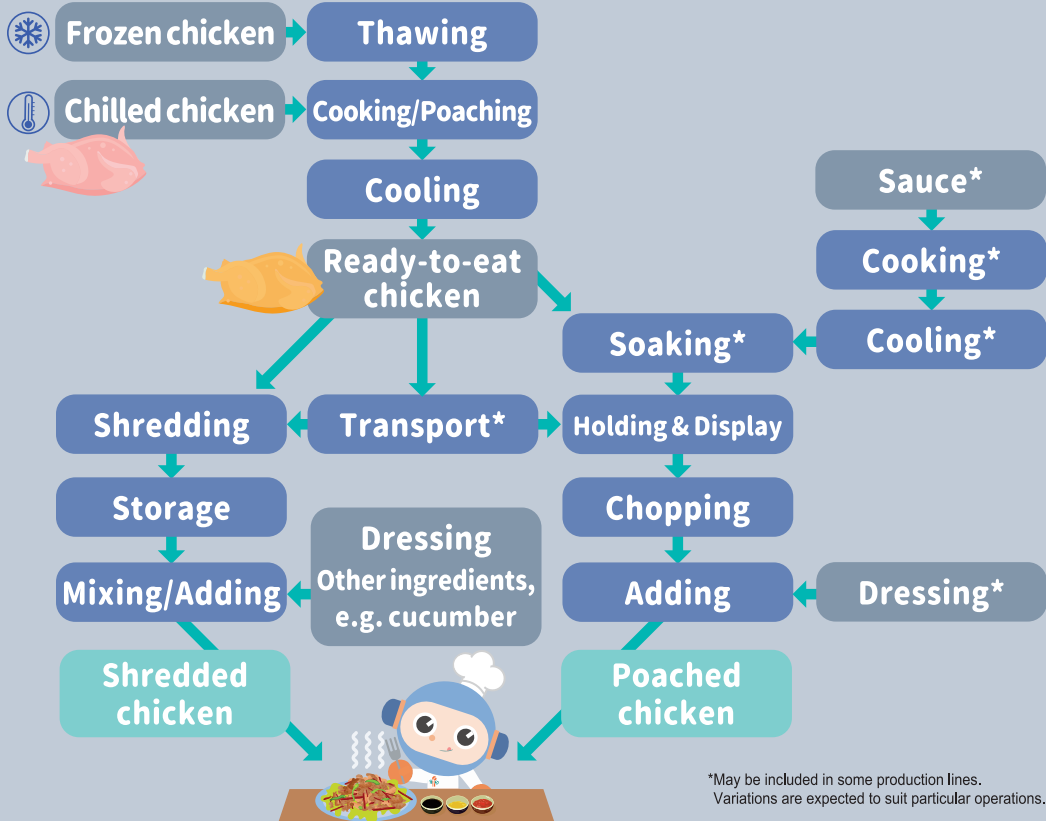 Frozen chicken
Thawing
Chilled chicken
Cooking/Poaching
Cooling
Sauce*
Ready-to-eat
chicken
Cooking*
Soaking*
Cooling*
Shredding
Transport*
Holding & Display
Storage
Dressing
Other ingredients,
e.g. cucumber
Chopping
Mixing/Adding
Adding
Dressing*
Shredded
chicken
Poached
chicken
*May be included in some production lines.
Variations are expected to suit particular operations.